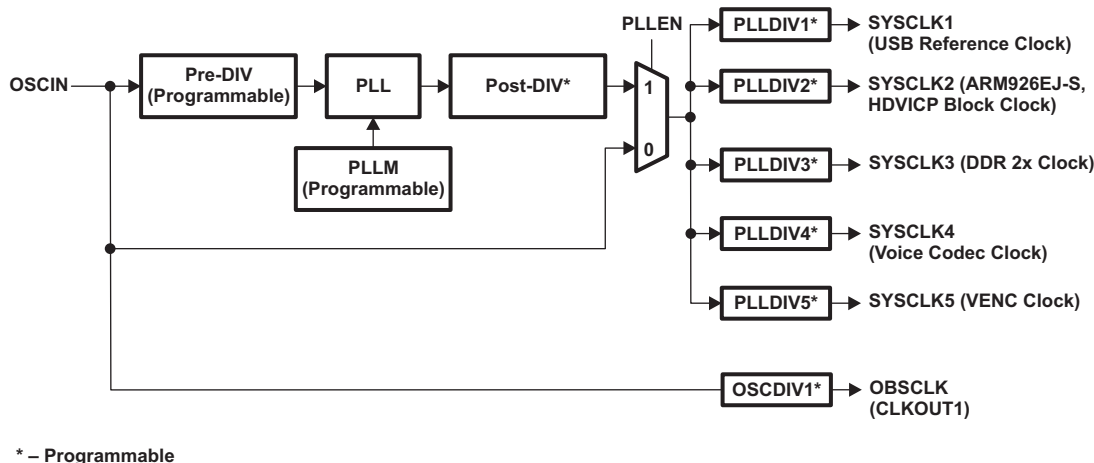 PLLEN
OSCIN
Pre-DIV
(Programmable)
PLL
Post-DIV*
PLLM
(Programmable)
1
0
PLLDIV1*
SYSCLK1
(USB Reference Clock)
PLLDIV2*
SYSCLK2 (ARM926EJ-S,
HDVICP Block Clock)
PLLDIV3*
SYSCLK3 (DDR 2x Clock)
PLLDIV4*
SYSCLK4
(Voice Codec Clock)
PLLDIV5*
SYSCLK5 (VENC Clock)
OSCDIV1*
OBSCLK
(CLKOUT1)
* – Programmable